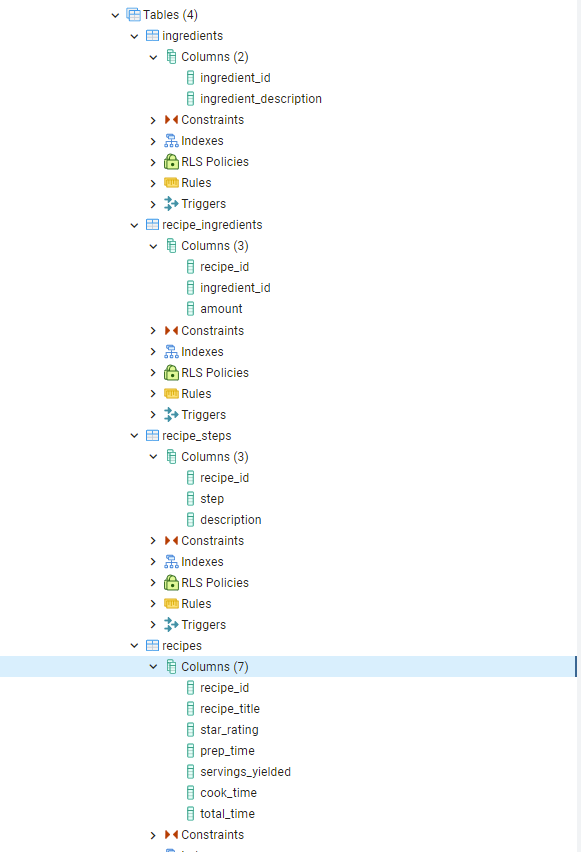 Tables (4)
ingredients
Columns (2)
ingredient_id
ingredient_description
Constraints
Indexes
RLS Policies
Rules
Triggers
recipe_ingredients
Columns (3)
recipe_id
ingredient_id
amount
Constraints
Indexes
RLS Policies
Rules
Triggers
recipe_steps
Columns (3)
recipe_id
step
description
Constraints
Indexes
RLS Policies
Rules
Triggers
recipes
Columns (7)
recipe_id
recipe_title
star_rating
prep_time
servings_yielded
cook_time
total_time
Constraints